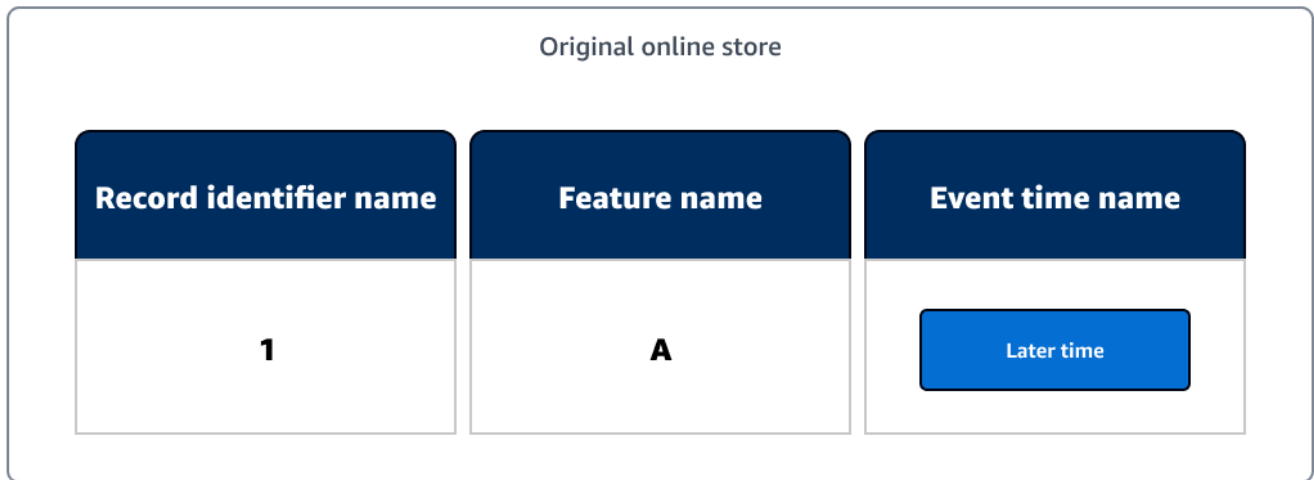 Original online store
Record identifier name
Feature name
Event time name
1
A
Later time